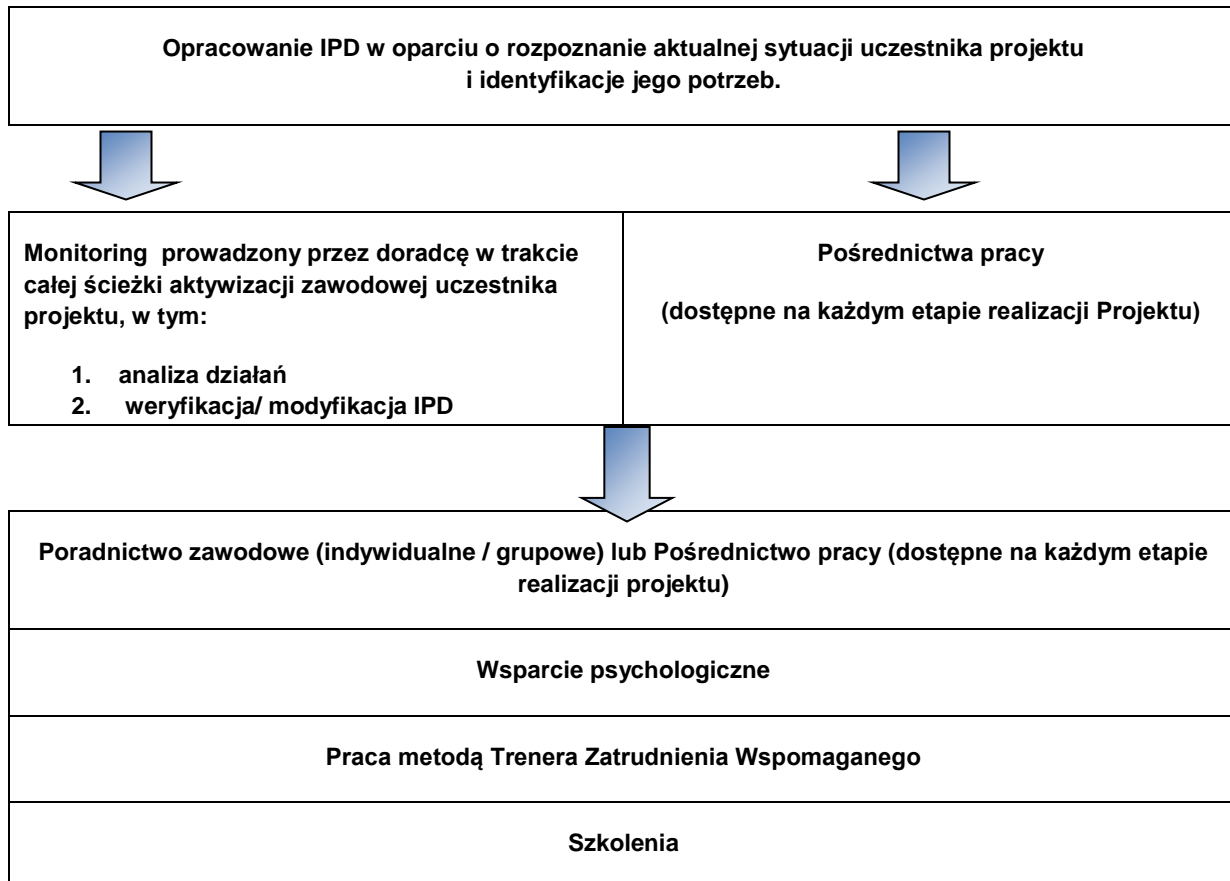 Opracowanie IPD w oparciu o rozpoznanie aktualnej sytuacji uczestnika projektu
i identyfikacje jego potrzeb.
Monitoring prowadzony przez doradcę w trakcie
całej ścieżki aktywizacji zawodowej uczestnika
projektu, w tym:
1. analiza działań
2. weryfikacja/ modyfikacja IPD
Pośrednictwa pracy
(dostępne na każdym etapie realizacji Projektu)
Poradnictwo zawodowe (indywidualne / grupowe) lub Pośrednictwo pracy (dostępne na każdym etapie
realizacji projektu)
Wsparcie psychologiczne
Praca metodą Trenera Zatrudnienia Wspomaganego
Szkolenia